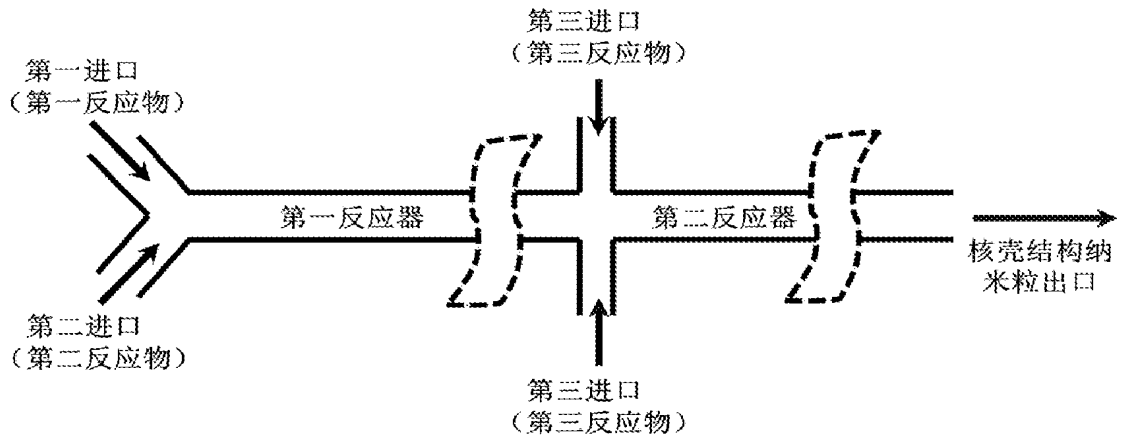 第三进口
（第三反应物）
第一进口
（第一反应物）
第一反应器
第二反应器
核壳结构纳
米粒出口
第二进口
（第二反应物）
第三进口
（第三反应物）